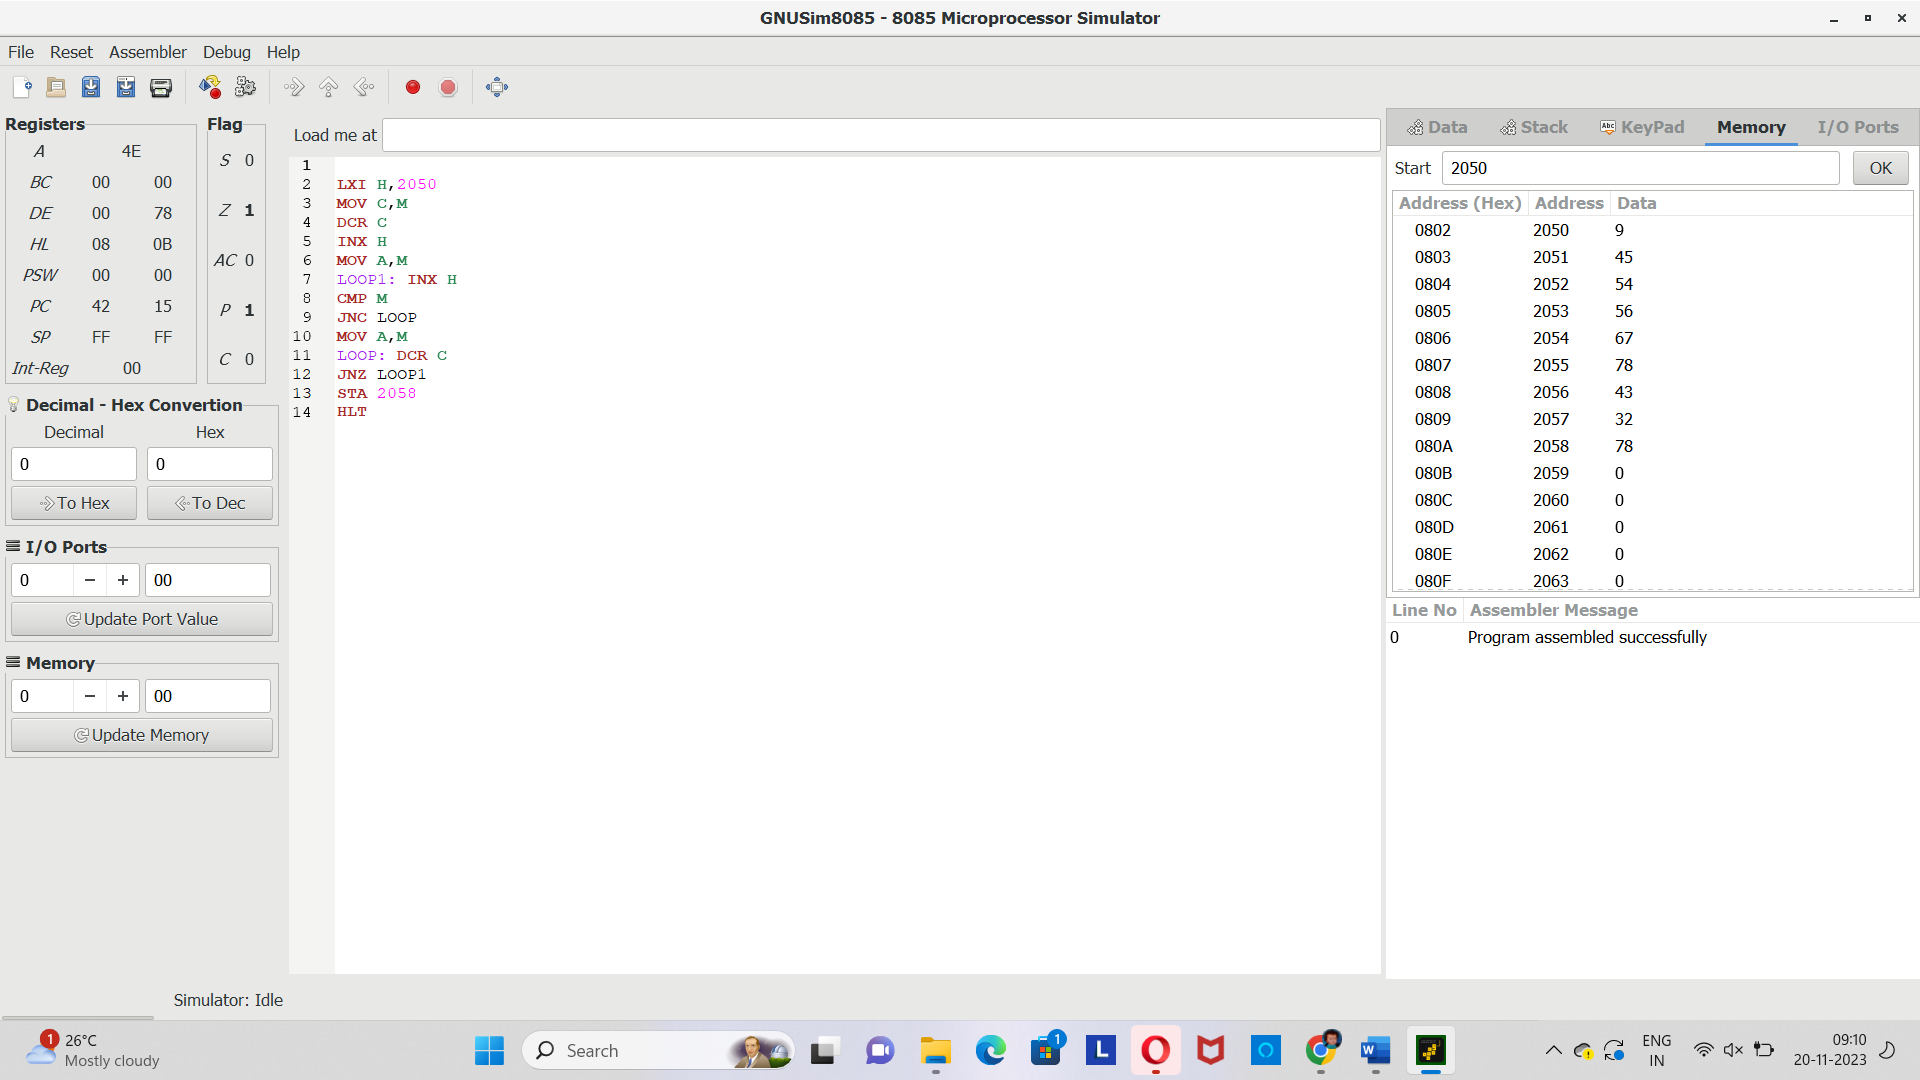 GNUSim8085 - 8085 Microprocessor Simulator
File Reset Assembler Debug Help
Registers
A 4E
BC 00 00
DE 00 78
HL 08 0B
PSW 00 00
PC 42 15
SP FF FF
Int-Reg 00
Flag
S 0
Z 1
AC 0
P 1
C 0
Decimal - Hex Convertion
Decimal Hex
0 0
To Hex To Dec
I/O Ports
0 − + 00
Update Port Value
Memory
0 − + 00
Update Memory
Load me at
1
2 LXI H,2050
3 MOV C,M
4 DCR C
5 INX H
6 MOV A,M
7 LOOP1: INX H
8 CMP M
9 JNC LOOP
10 MOV A,M
11 LOOP: DCR C
12 JNZ LOOP1
13 STA 2058
14 HLT
Data Stack Abc KeyPad Memory I/O Ports
Start 2050 OK
Address (Hex) Address Data
0802 2050 9
0803 2051 45
0804 2052 54
0805 2053 56
0806 2054 67
0807 2055 78
0808 2056 43
0809 2057 32
080A 2058 78
080B 2059 0
080C 2060 0
080D 2061 0
080E 2062 0
080F 2063 0
Line No Assembler Message
0 Program assembled successfully
Simulator: Idle
1 26°C
Mostly cloudy
Search
1
L
W
ENG
IN
09:10
20-11-2023